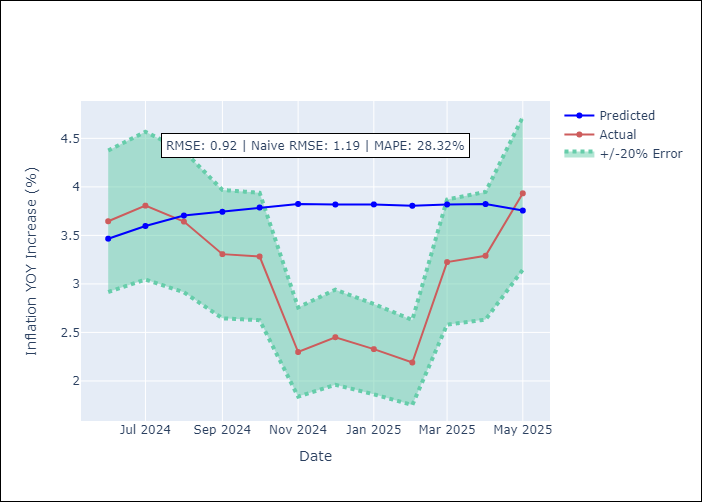 Predicted
Actual
+/-20% Error
RMSE: 0.92 | Naive RMSE: 1.19 | MAPE: 28.32%
4.5
4
3.5
3
2.5
2
Inflation YOY Increase (%)
Jul 2024
Sep 2024
Nov 2024
Jan 2025
Mar 2025
May 2025
Date